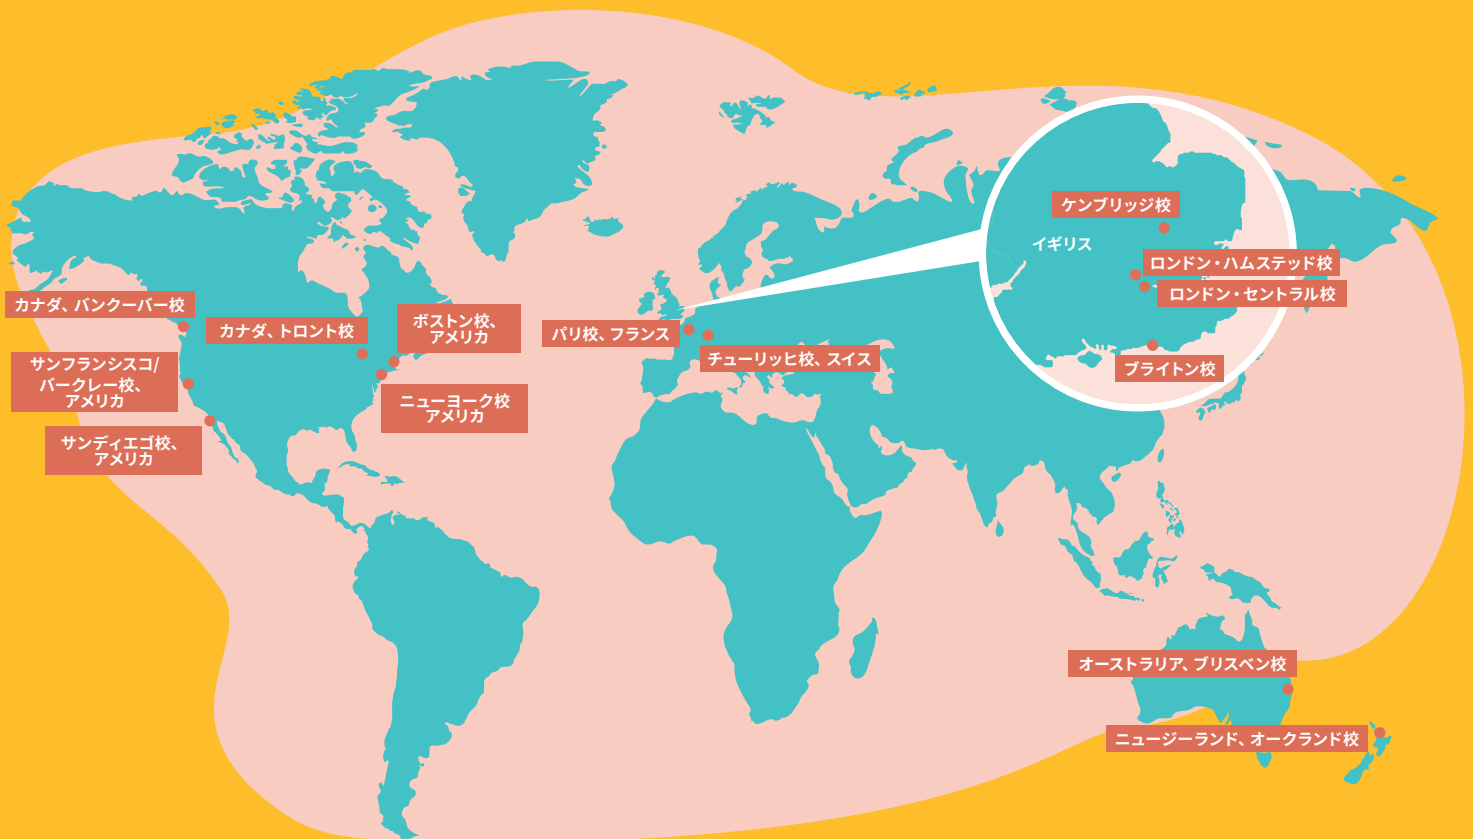 ケンブリッジ校
イギリス
ロンドン・ハムステッド校
ロンドン・セントラル校
ブライトン校
カナダ、バンクーバー校
カナダ、トロント校
ボストン校、
アメリカ
パリ校、フランス
チューリッヒ校、スイス
サンフランシスコ/
バークレー校、
アメリカ
ニューヨーク校
アメリカ
サンディエゴ校、
アメリカ
オーストラリア、ブリスベン校
ニュージーランド、オークランド校